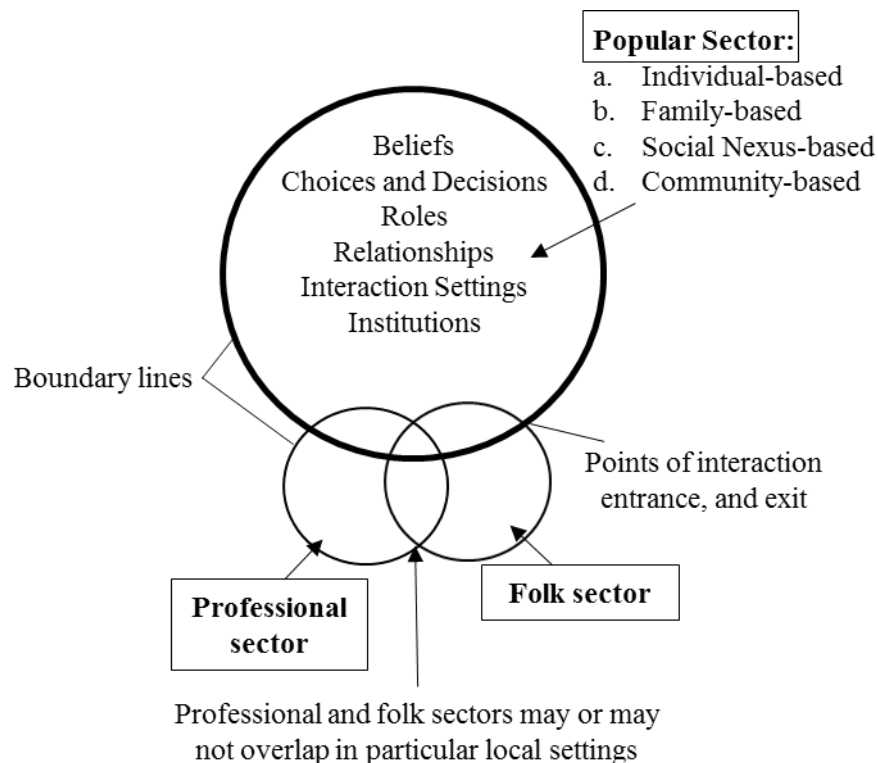 Popular Sector:
a. Individual-based
b. Family-based
c. Social Nexus-based
d. Community-based
Beliefs
Choices and Decisions
Roles
Relationships
Interaction Settings
Institutions
Boundary lines
Points of interaction
entrance, and exit
Professional
sector
Folk sector
Professional and folk sectors may or may
not overlap in particular local settings